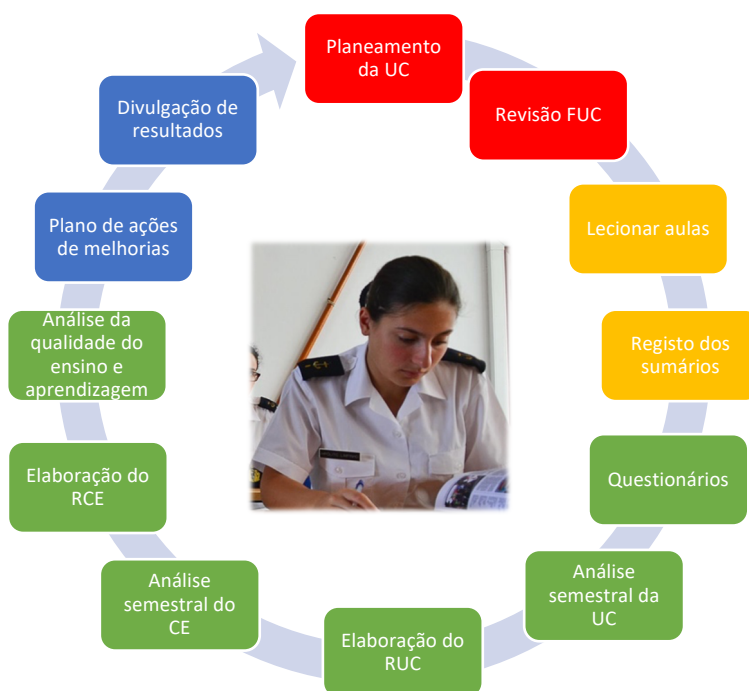 Planeamento
da UC
Revisão FUC
Lecionar aulas
Registo dos
sumários
Questionários
Análise
semestral da
UC
Elaboração do
RUC
Análise
semestral do
CE
Elaboração do
RCE
Análise da
qualidade do
ensino e
aprendizagem
Plano de ações
de melhorias
Divulgação de
resultados